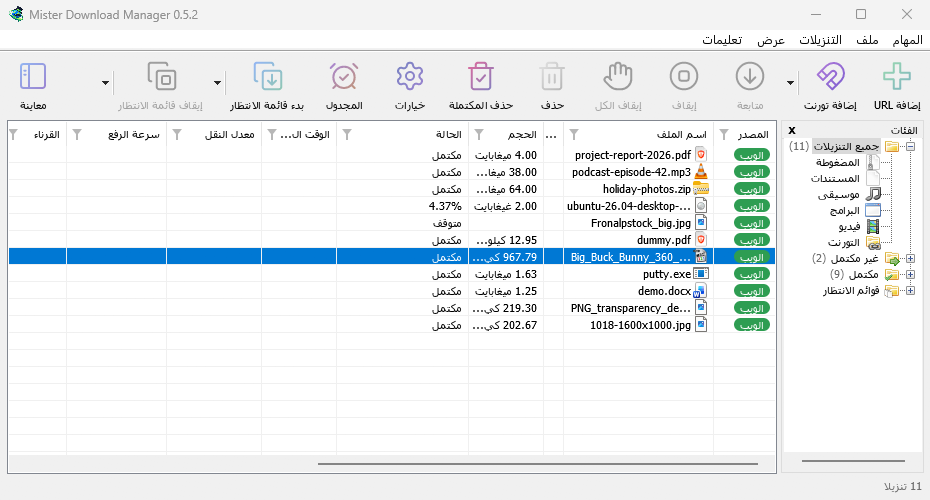 Mister Download Manager 0.5.2
المهام ملف التنزيلات عرض تعليمات
إضافة URL إضافة تورنت متابعة إيقاف إيقاف الكل حذف حذف المكتملة خيارات المجدول بدء قائمة الانتظار إيقاف قائمة الانتظار معاينة
الفئات x
جميع التنزيلات (11)
المضغوطة
المستندات
موسيقى
البرامج
فيديو
التورنت
غير مكتمل (2)
مكتمل (9)
قوائم الانتظار
المصدر اسم الملف ... الحجم الحالة الوقت ال... معدل النقل سرعة الرفع القرناء
الويب project-report-2026.pdf 4.00 ميغابايت مكتمل
الويب podcast-episode-42.mp3 38.00 ميغا... مكتمل
الويب holiday-photos.zip 64.00 ميغا... مكتمل
الويب ubuntu-26.04-desktop-... 2.00 غيغابايت 4.37%
الويب Fronalpstock_big.jpg متوقف
الويب dummy.pdf 12.95 كيلو... مكتمل
الويب Big_Buck_Bunny_360_... 967.79 كي... مكتمل
الويب putty.exe 1.63 ميغابايت مكتمل
الويب demo.docx 1.25 ميغابايت مكتمل
الويب PNG_transparency_de... 219.30 كي... مكتمل
الويب 1018-1600x1000.jpg 202.67 كي... مكتمل
11 تنزيلا